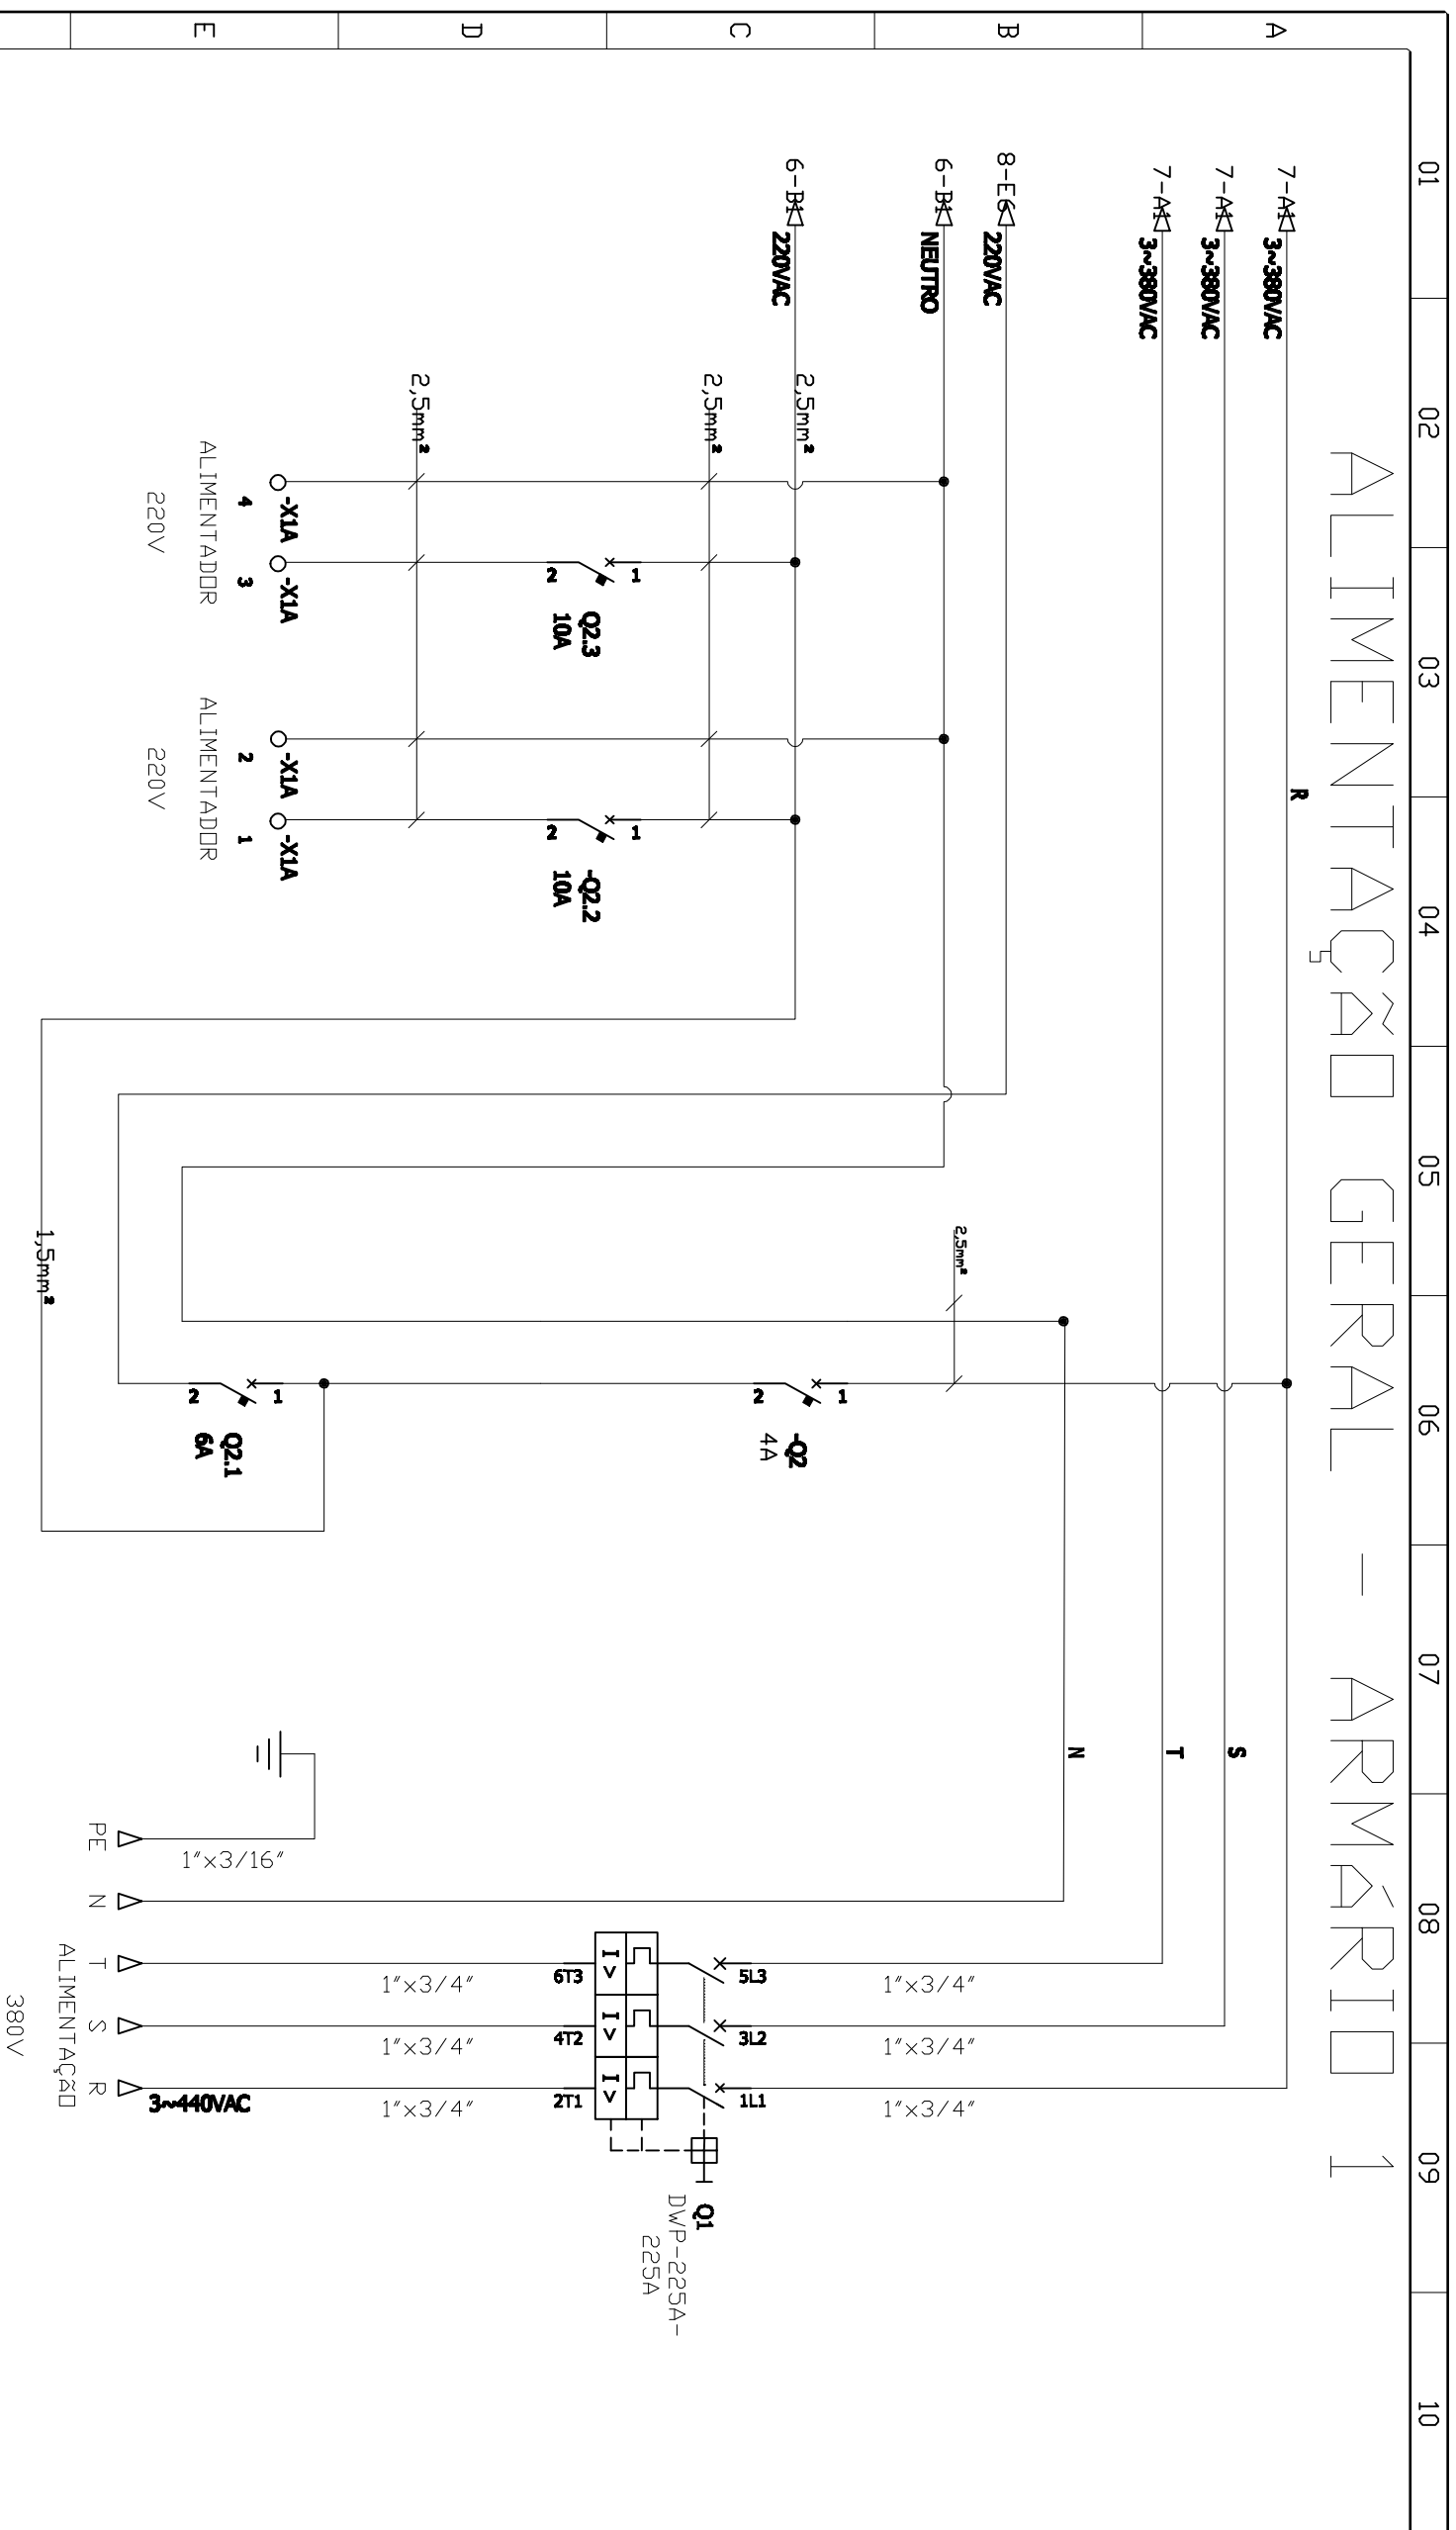 01
02
03
04
05
06
07
08
09
10
ALIMENTAÇÃO GERAL - ARMÁRIO 1
A
B
C
D
E
R
7-A1
3~380VAC
7-A1
3~380VAC
S
7-A1
3~380VAC
T
N
8-E6
220VAC
6-B1
NEUTRO
6-B1
220VAC
2,5mm²
2,5mm²
2,5mm²
2,5mm²
1"x3/4"
1"x3/4"
1"x3/4"
1
2
-Q2
4A
5L3
3L2
1L1
Q1
DWP-225A-
225A
I >
I >
I >
6T3
4T2
2T1
1
2
Q2.3
10A
1
2
-Q2.2
10A
1"x3/4"
1"x3/4"
1"x3/4"
-X1A
4
-X1A
3
-X1A
2
-X1A
1
ALIMENTADOR
220V
ALIMENTADOR
220V
1
2
Q2.1
6A
1"x3/16"
3~440VAC
PE
N
T
S
R
ALIMENTAÇÃO
380V
1,5mm²